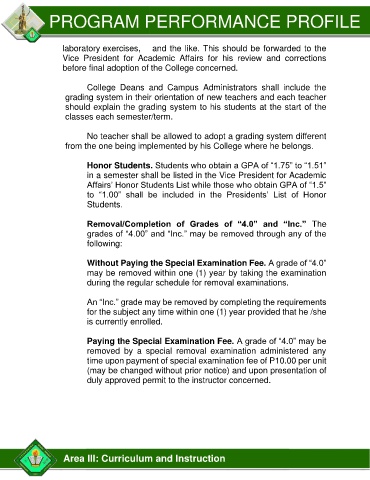 PROGRAM PERFORMANCE PROFILE
laboratory exercises, and the like. This should be forwarded to the
Vice President for Academic Affairs for his review and corrections
before final adoption of the College concerned.
College Deans and Campus Administrators shall include the
grading system in their orientation of new teachers and each teacher
should explain the grading system to his students at the start of the
classes each semester/term.
No teacher shall be allowed to adopt a grading system different
from the one being implemented by his College where he belongs.
Honor Students. Students who obtain a GPA of “1.75” to “1.51”
in a semester shall be listed in the Vice President for Academic
Affairs’ Honor Students List while those who obtain GPA of “1.5”
to “1.00” shall be included in the Presidents’ List of Honor
Students.
Removal/Completion of Grades of “4.0” and “Inc.” The
grades of “4.00” and “Inc.” may be removed through any of the
following:
Without Paying the Special Examination Fee. A grade of “4.0”
may be removed within one (1) year by taking the examination
during the regular schedule for removal examinations.
An “Inc.” grade may be removed by completing the requirements
for the subject any time within one (1) year provided that he /she
is currently enrolled.
Paying the Special Examination Fee. A grade of “4.0” may be
removed by a special removal examination administered any
time upon payment of special examination fee of P10.00 per unit
(may be changed without prior notice) and upon presentation of
duly approved permit to the instructor concerned.
Area III: Curriculum and Instruction